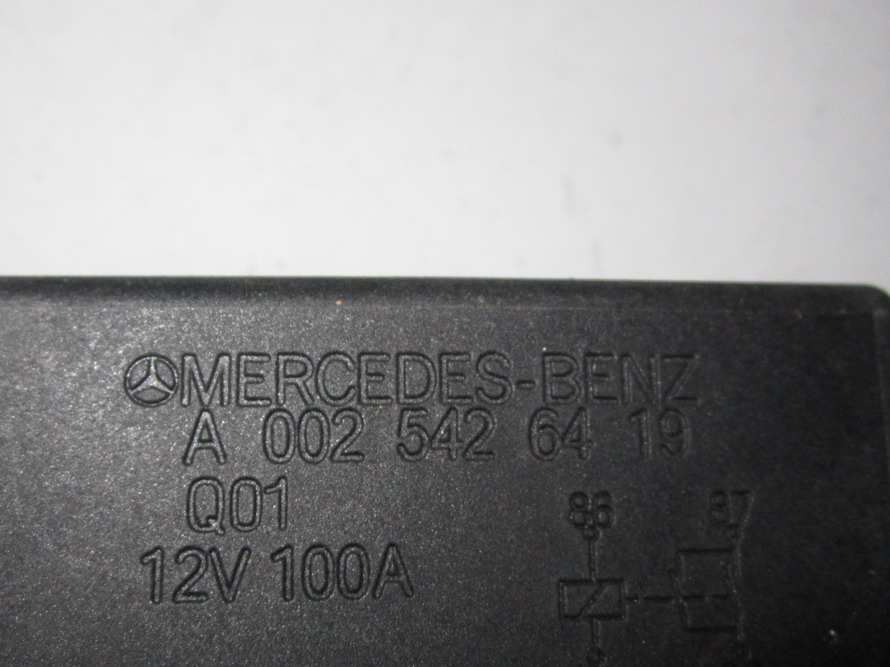 MERCEDES-BENZ
A 002 542 64 19
Q01
86 87
12V 100A